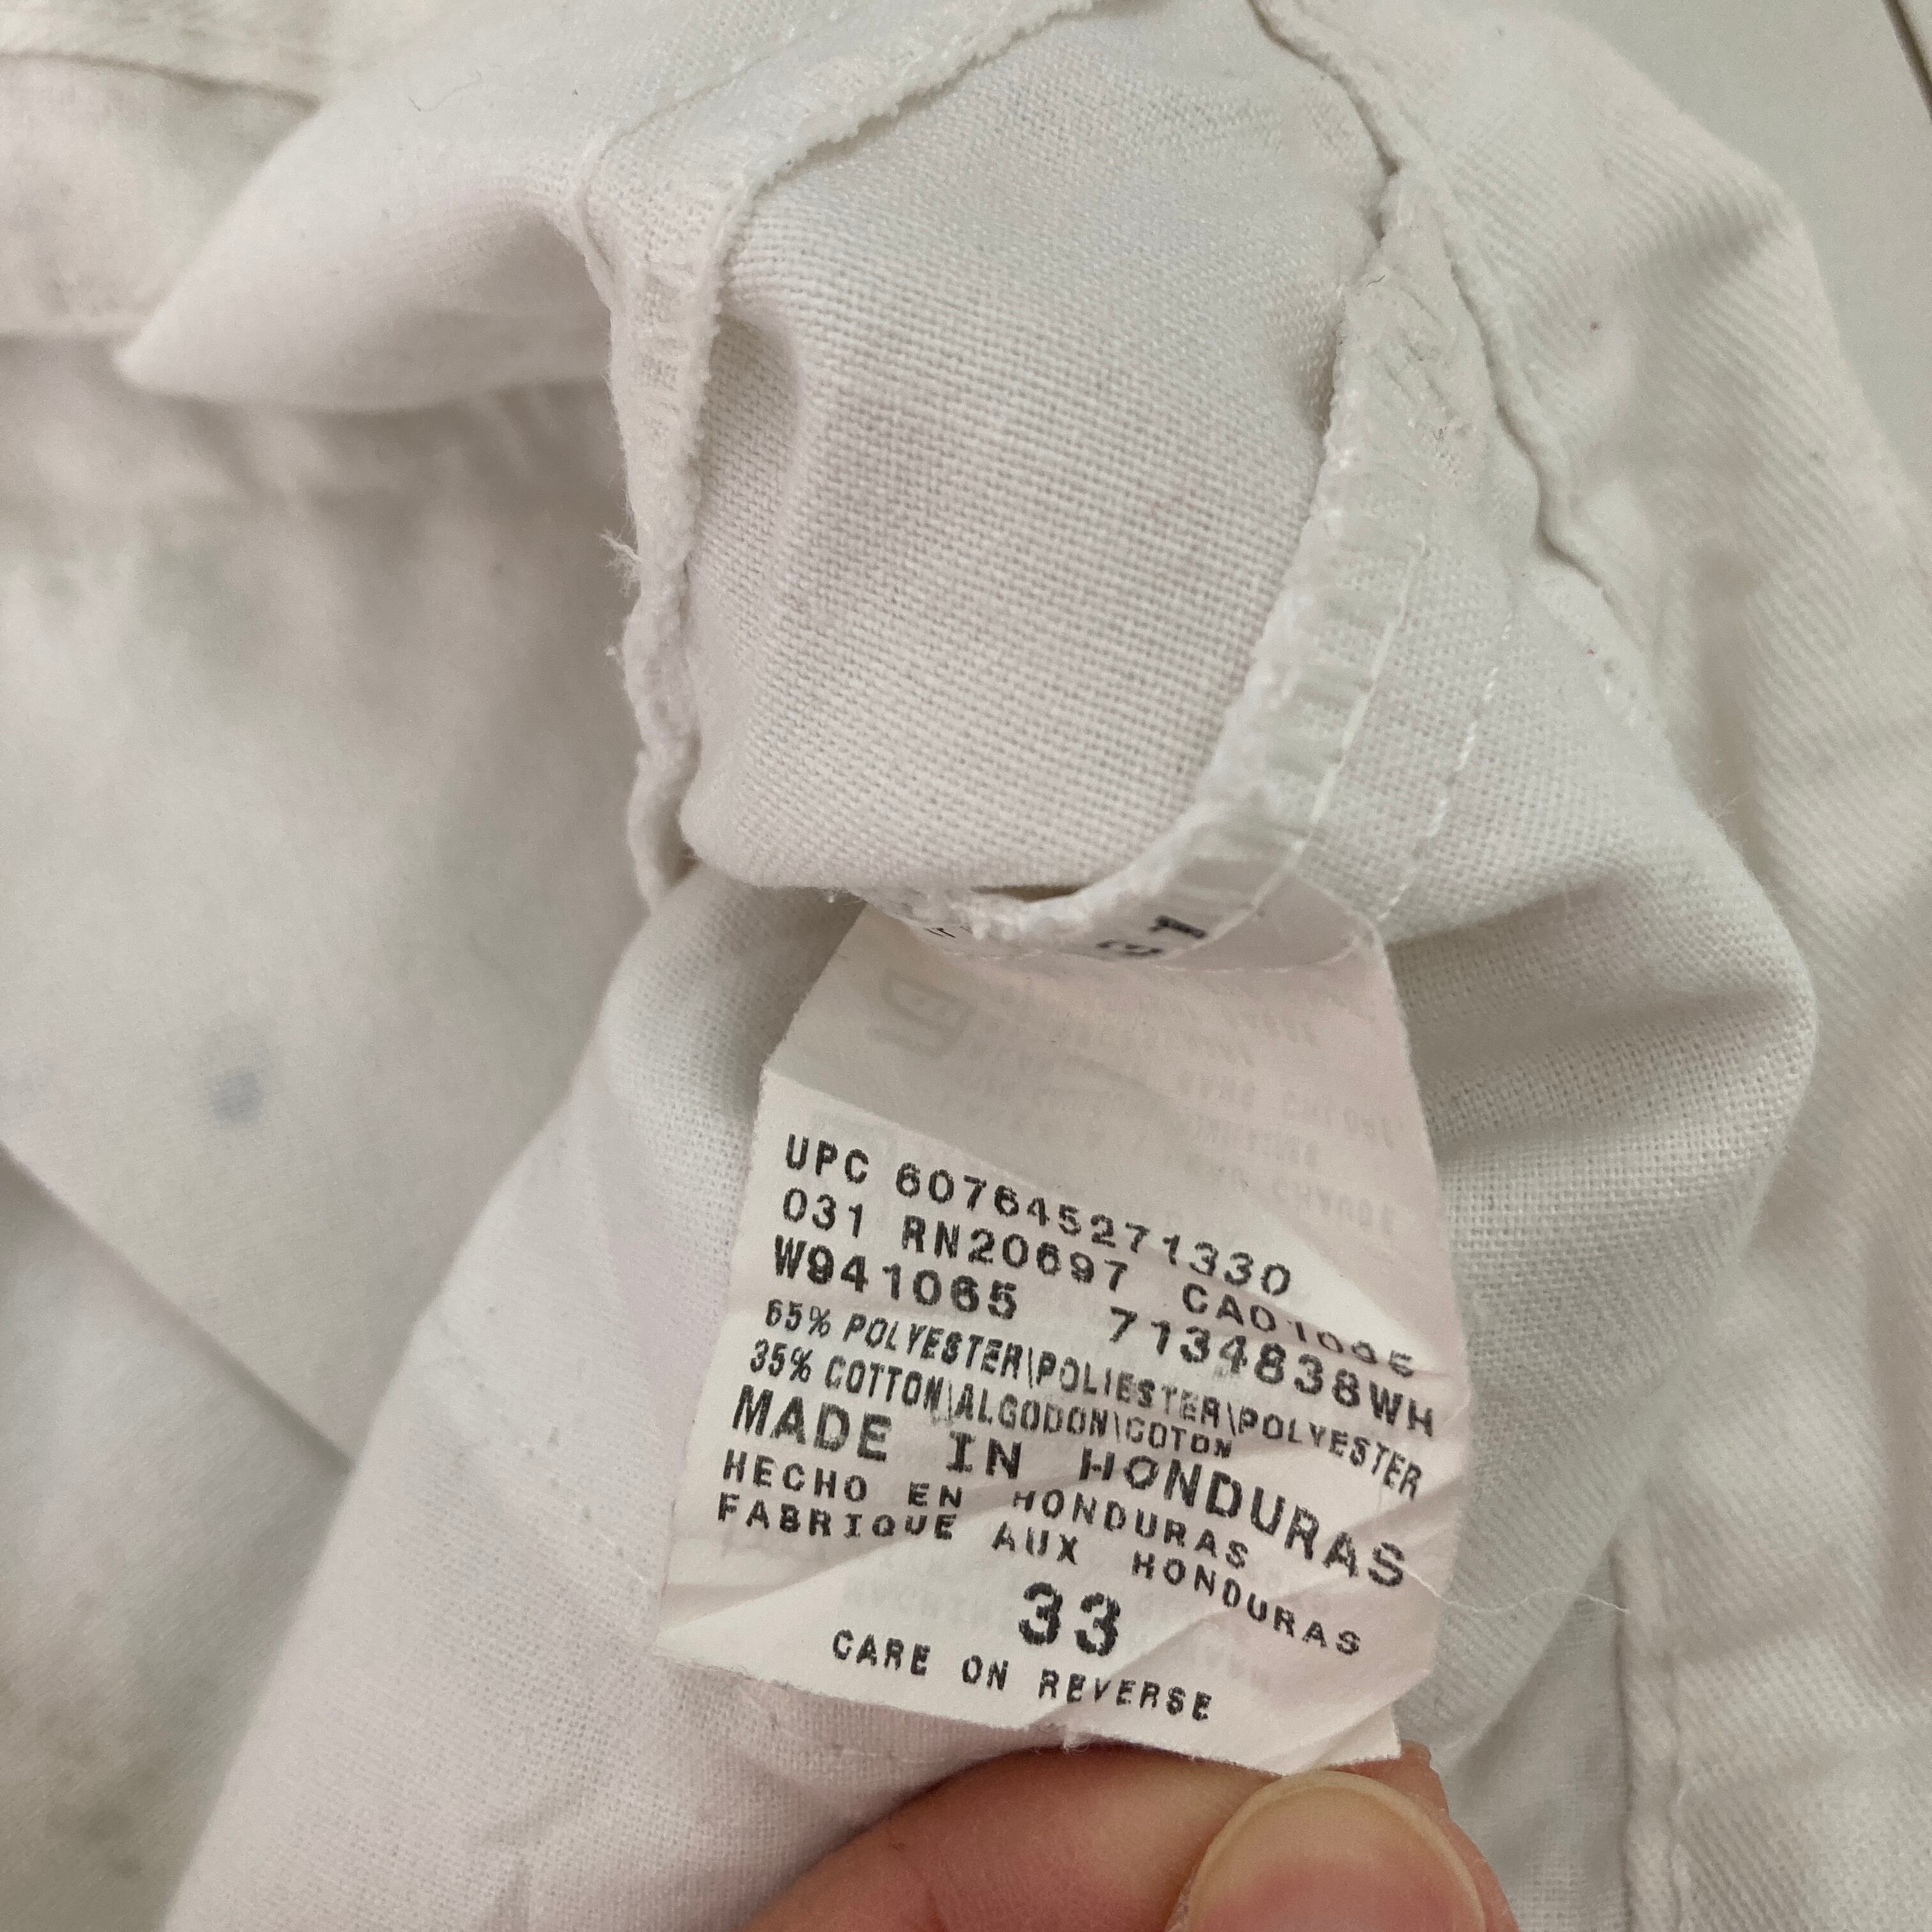 UPC 607645271330
031 RN20697 CA01065
W941065 7134838WH
65% POLYESTER\POLIESTER\POLYESTER
35% COTTON\ALGODON\COTON
MADE IN HONDURAS
HECHO EN HONDURAS
FABRIQUE AUX HONDURAS
33
CARE ON REVERSE